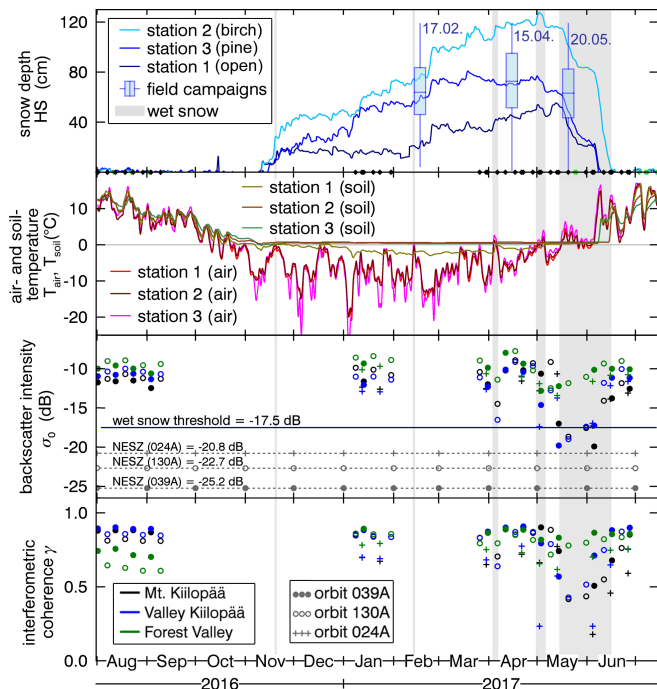 snow depth
HS (cm)
120
80
40
station 2 (birch)
station 3 (pine)
station 1 (open)
field campaigns
wet snow
17.02.
15.04.
20.05.
air- and soil-
temperature
Tair, Tsoil(°C)
10
0
-10
-20
station 1 (soil)
station 2 (soil)
station 3 (soil)
station 1 (air)
station 2 (air)
station 3 (air)
backscatter intensity
σ0 (dB)
-10
-15
-20
-25
wet snow threshold = -17.5 dB
NESZ (024A) = -20.8 dB
NESZ (130A) = -22.7 dB
NESZ (039A) = -25.2 dB
interferometric
coherence γ
1.0
0.5
0.0
Mt. Kiilopää
Valley Kiilopää
Forest Valley
orbit 039A
orbit 130A
orbit 024A
Aug Sep Oct Nov Dec Jan Feb Mar Apr May Jun
2016 2017